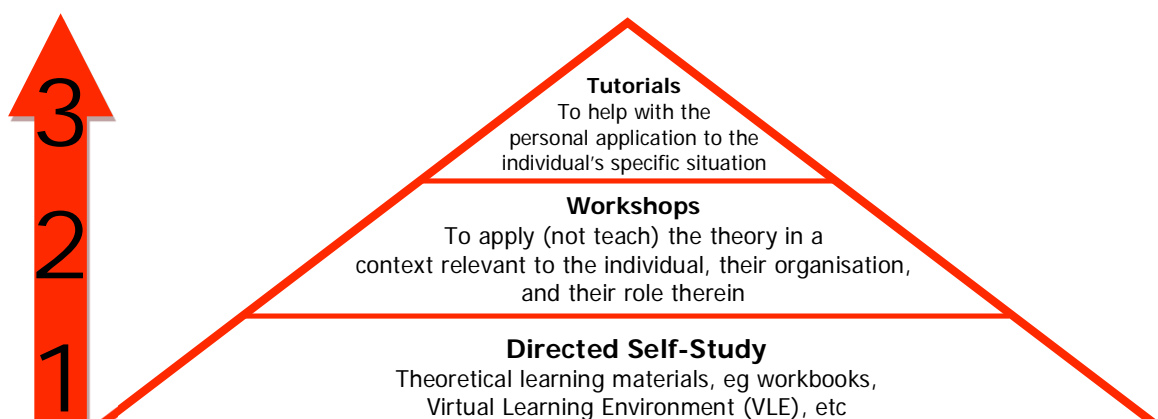 3
Tutorials
To help with the
personal application to the
individual's specific situation
2
Workshops
To apply (not teach) the theory in a
context relevant to the individual, their organisation,
and their role therein
1
Directed Self-Study
Theoretical learning materials, eg workbooks,
Virtual Learning Environment (VLE), etc